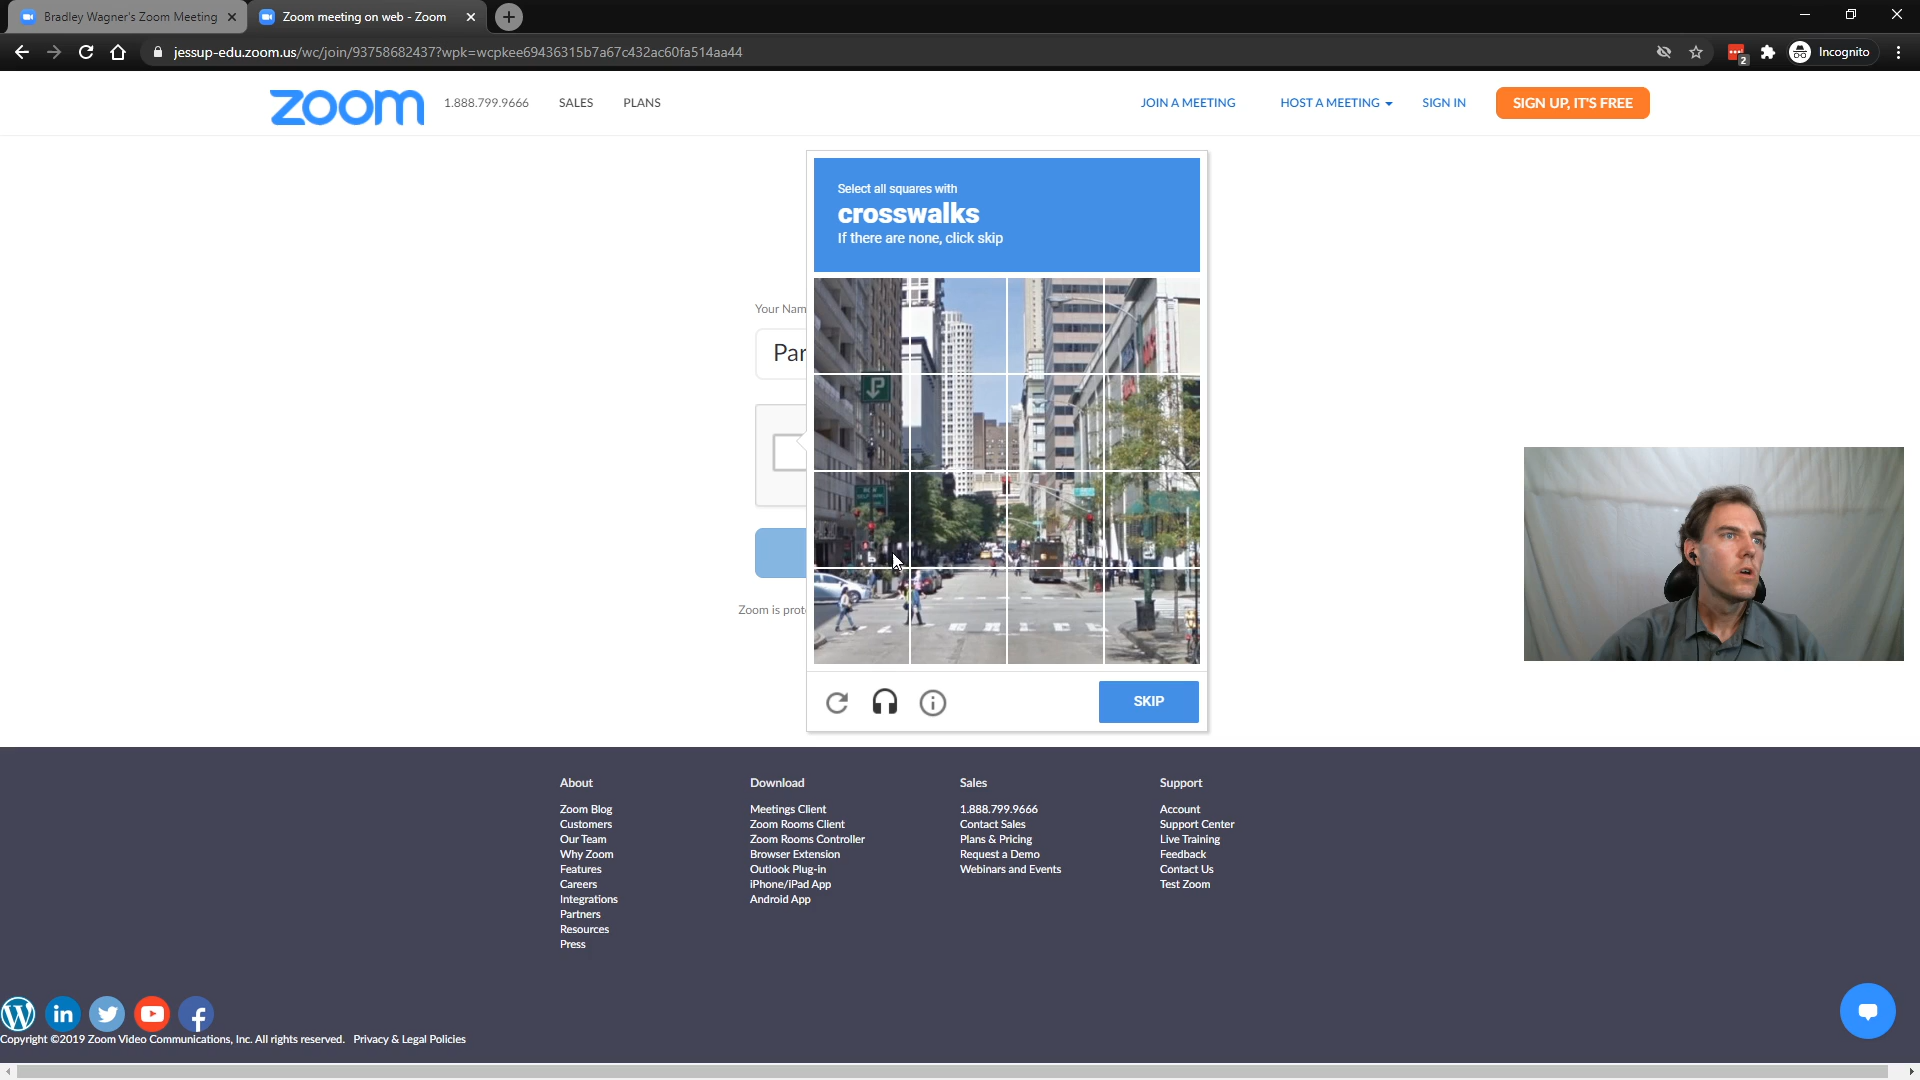 Bradley Wagner's Zoom Meeting
Zoom meeting on web - Zoom
jessup-edu.zoom.us/wc/join/93758682437?wpk=wcpkee69436315b7a67c432ac60fa514aa44
2
Incognito
zoom
1.888.799.9666
SALES
PLANS
JOIN A MEETING
HOST A MEETING
SIGN IN
SIGN UP, IT'S FREE
Select all squares with
crosswalks
If there are none, click skip
Your Nam
Par
P
Zoom is prot
SKIP
About
Zoom Blog
Customers
Our Team
Why Zoom
Features
Careers
Integrations
Partners
Resources
Press
Download
Meetings Client
Zoom Rooms Client
Zoom Rooms Controller
Browser Extension
Outlook Plug-in
iPhone/iPad App
Android App
Sales
1.888.799.9666
Contact Sales
Plans & Pricing
Request a Demo
Webinars and Events
Support
Account
Support Center
Live Training
Feedback
Contact Us
Test Zoom
Copyright ©2019 Zoom Video Communications, Inc. All rights reserved. Privacy & Legal Policies